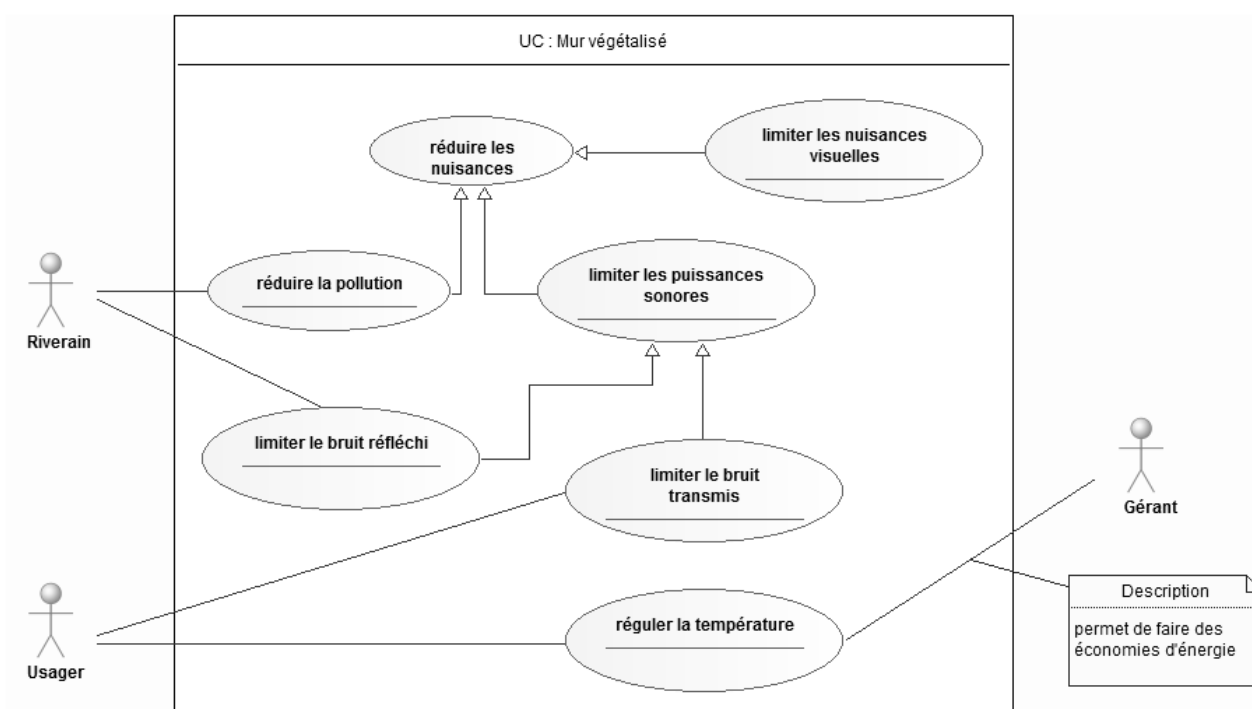 UC : Mur végétalisé
réduire les
nuisances
limiter les nuisances
visuelles
réduire la pollution
limiter les puissances
sonores
Riverain
limiter le bruit réfléchi
limiter le bruit
transmis
Gérant
Description
permet de faire des
économies d'énergie
réguler la température
Usager